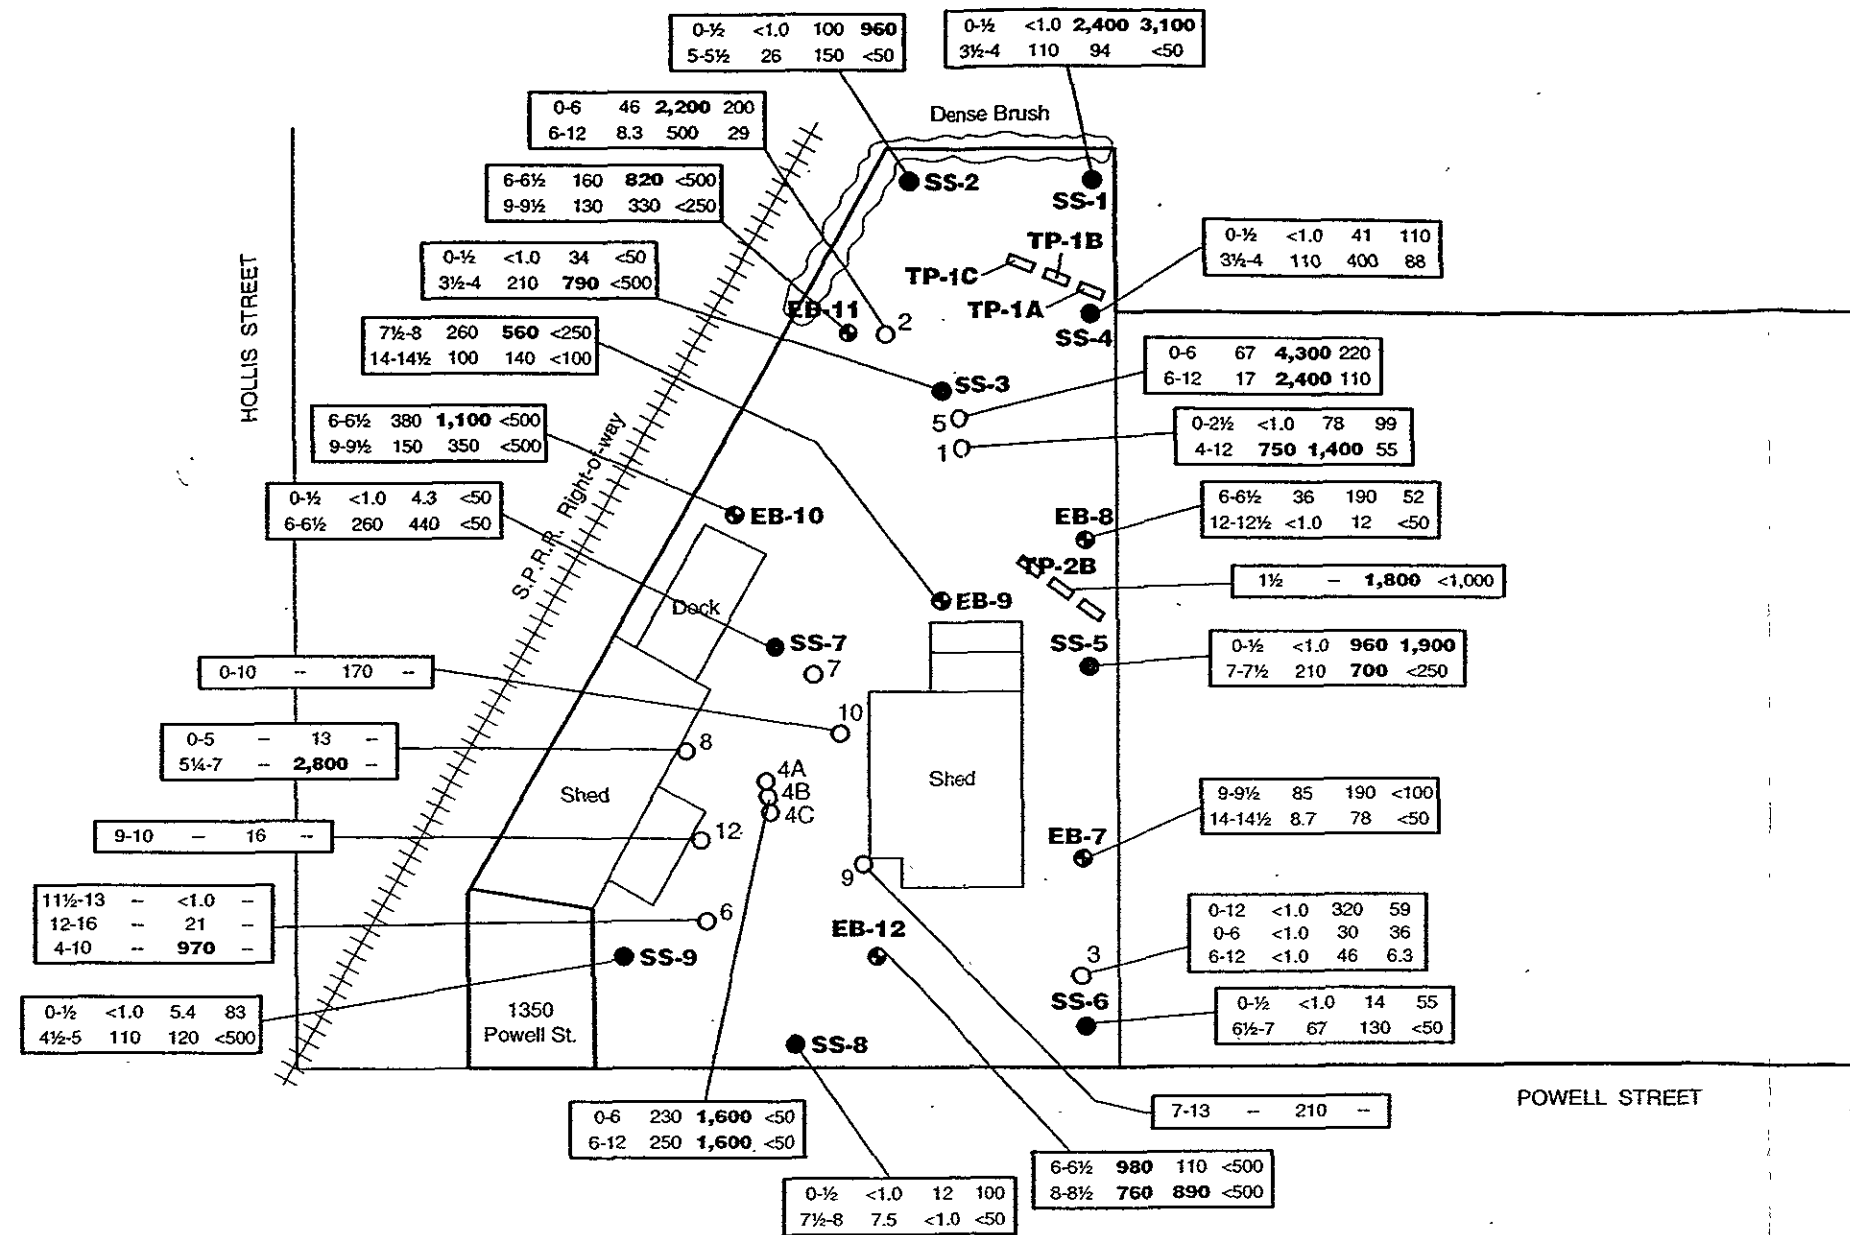 0-½ <1.0 100 960
5-5½ 26 150 <50
0-½ <1.0 2,400 3,100
3½-4 110 94 <50
0-6 46 2,200 200
6-12 8.3 500 29
Dense Brush
6-6½ 160 820 <500
9-9½ 130 330 <250
SS-2
SS-1
0-½ <1.0 41 110
3½-4 110 400 88
TP-1B
TP-1C
TP-1A
0-½ <1.0 34 <50
3½-4 210 790 <500
HOLLIS STREET
EB-11
2
SS-4
7½-8 260 560 <250
14-14½ 100 140 <100
0-6 67 4,300 220
6-12 17 2,400 110
SS-3
5
1
6-6½ 380 1,100 <500
9-9½ 150 350 <500
0-2½ <1.0 78 99
4-12 750 1,400 55
S.P.R.R. Right-of-way
0-½ <1.0 4.3 <50
6-6½ 260 440 <50
EB-10
EB-8
6-6½ 36 190 52
12-12½ <1.0 12 <50
TP-2B
1½ – 1,800 <1,000
Dock
EB-9
SS-7
SS-5
0-½ <1.0 960 1,900
7-7½ 210 700 <250
0-10 -- 170 --
7
10
0-5 – 13 --
5¼-7 – 2,800 –
8
4A
4B
4C
Shed
Shed
9-9½ 85 190 <100
14-14½ 8.7 78 <50
9-10 – 16 --
12
EB-7
9
11½-13 -- <1.0 –
12-16 -- 21 –
4-10 -- 970 –
6
EB-12
0-12 <1.0 320 59
0-6 <1.0 30 36
6-12 <1.0 46 6.3
SS-9
3
0-½ <1.0 5.4 83
4½-5 110 120 <500
1350
Powell St.
SS-6
0-½ <1.0 14 55
6½-7 67 130 <50
SS-8
POWELL STREET
0-6 230 1,600 <50
6-12 250 1,600 <50
7-13 -- 210 --
6-6½ 980 110 <500
8-8½ 760 890 <500
0-½ <1.0 12 100
7½-8 7.5 <1.0 <50